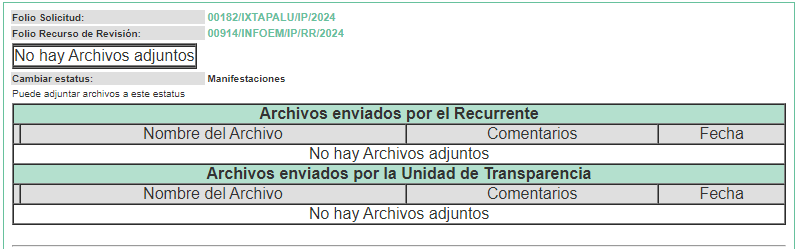 Folio Solicitud: 00182/IXTAPALU/IP/2024
Folio Recurso de Revisión: 00914/INFOEM/IP/RR/2024
No hay Archivos adjuntos
Cambiar estatus: Manifestaciones
Puede adjuntar archivos a este estatus
Archivos enviados por el Recurrente
Nombre del Archivo Comentarios Fecha
No hay Archivos adjuntos
Archivos enviados por la Unidad de Transparencia
Nombre del Archivo Comentarios Fecha
No hay Archivos adjuntos